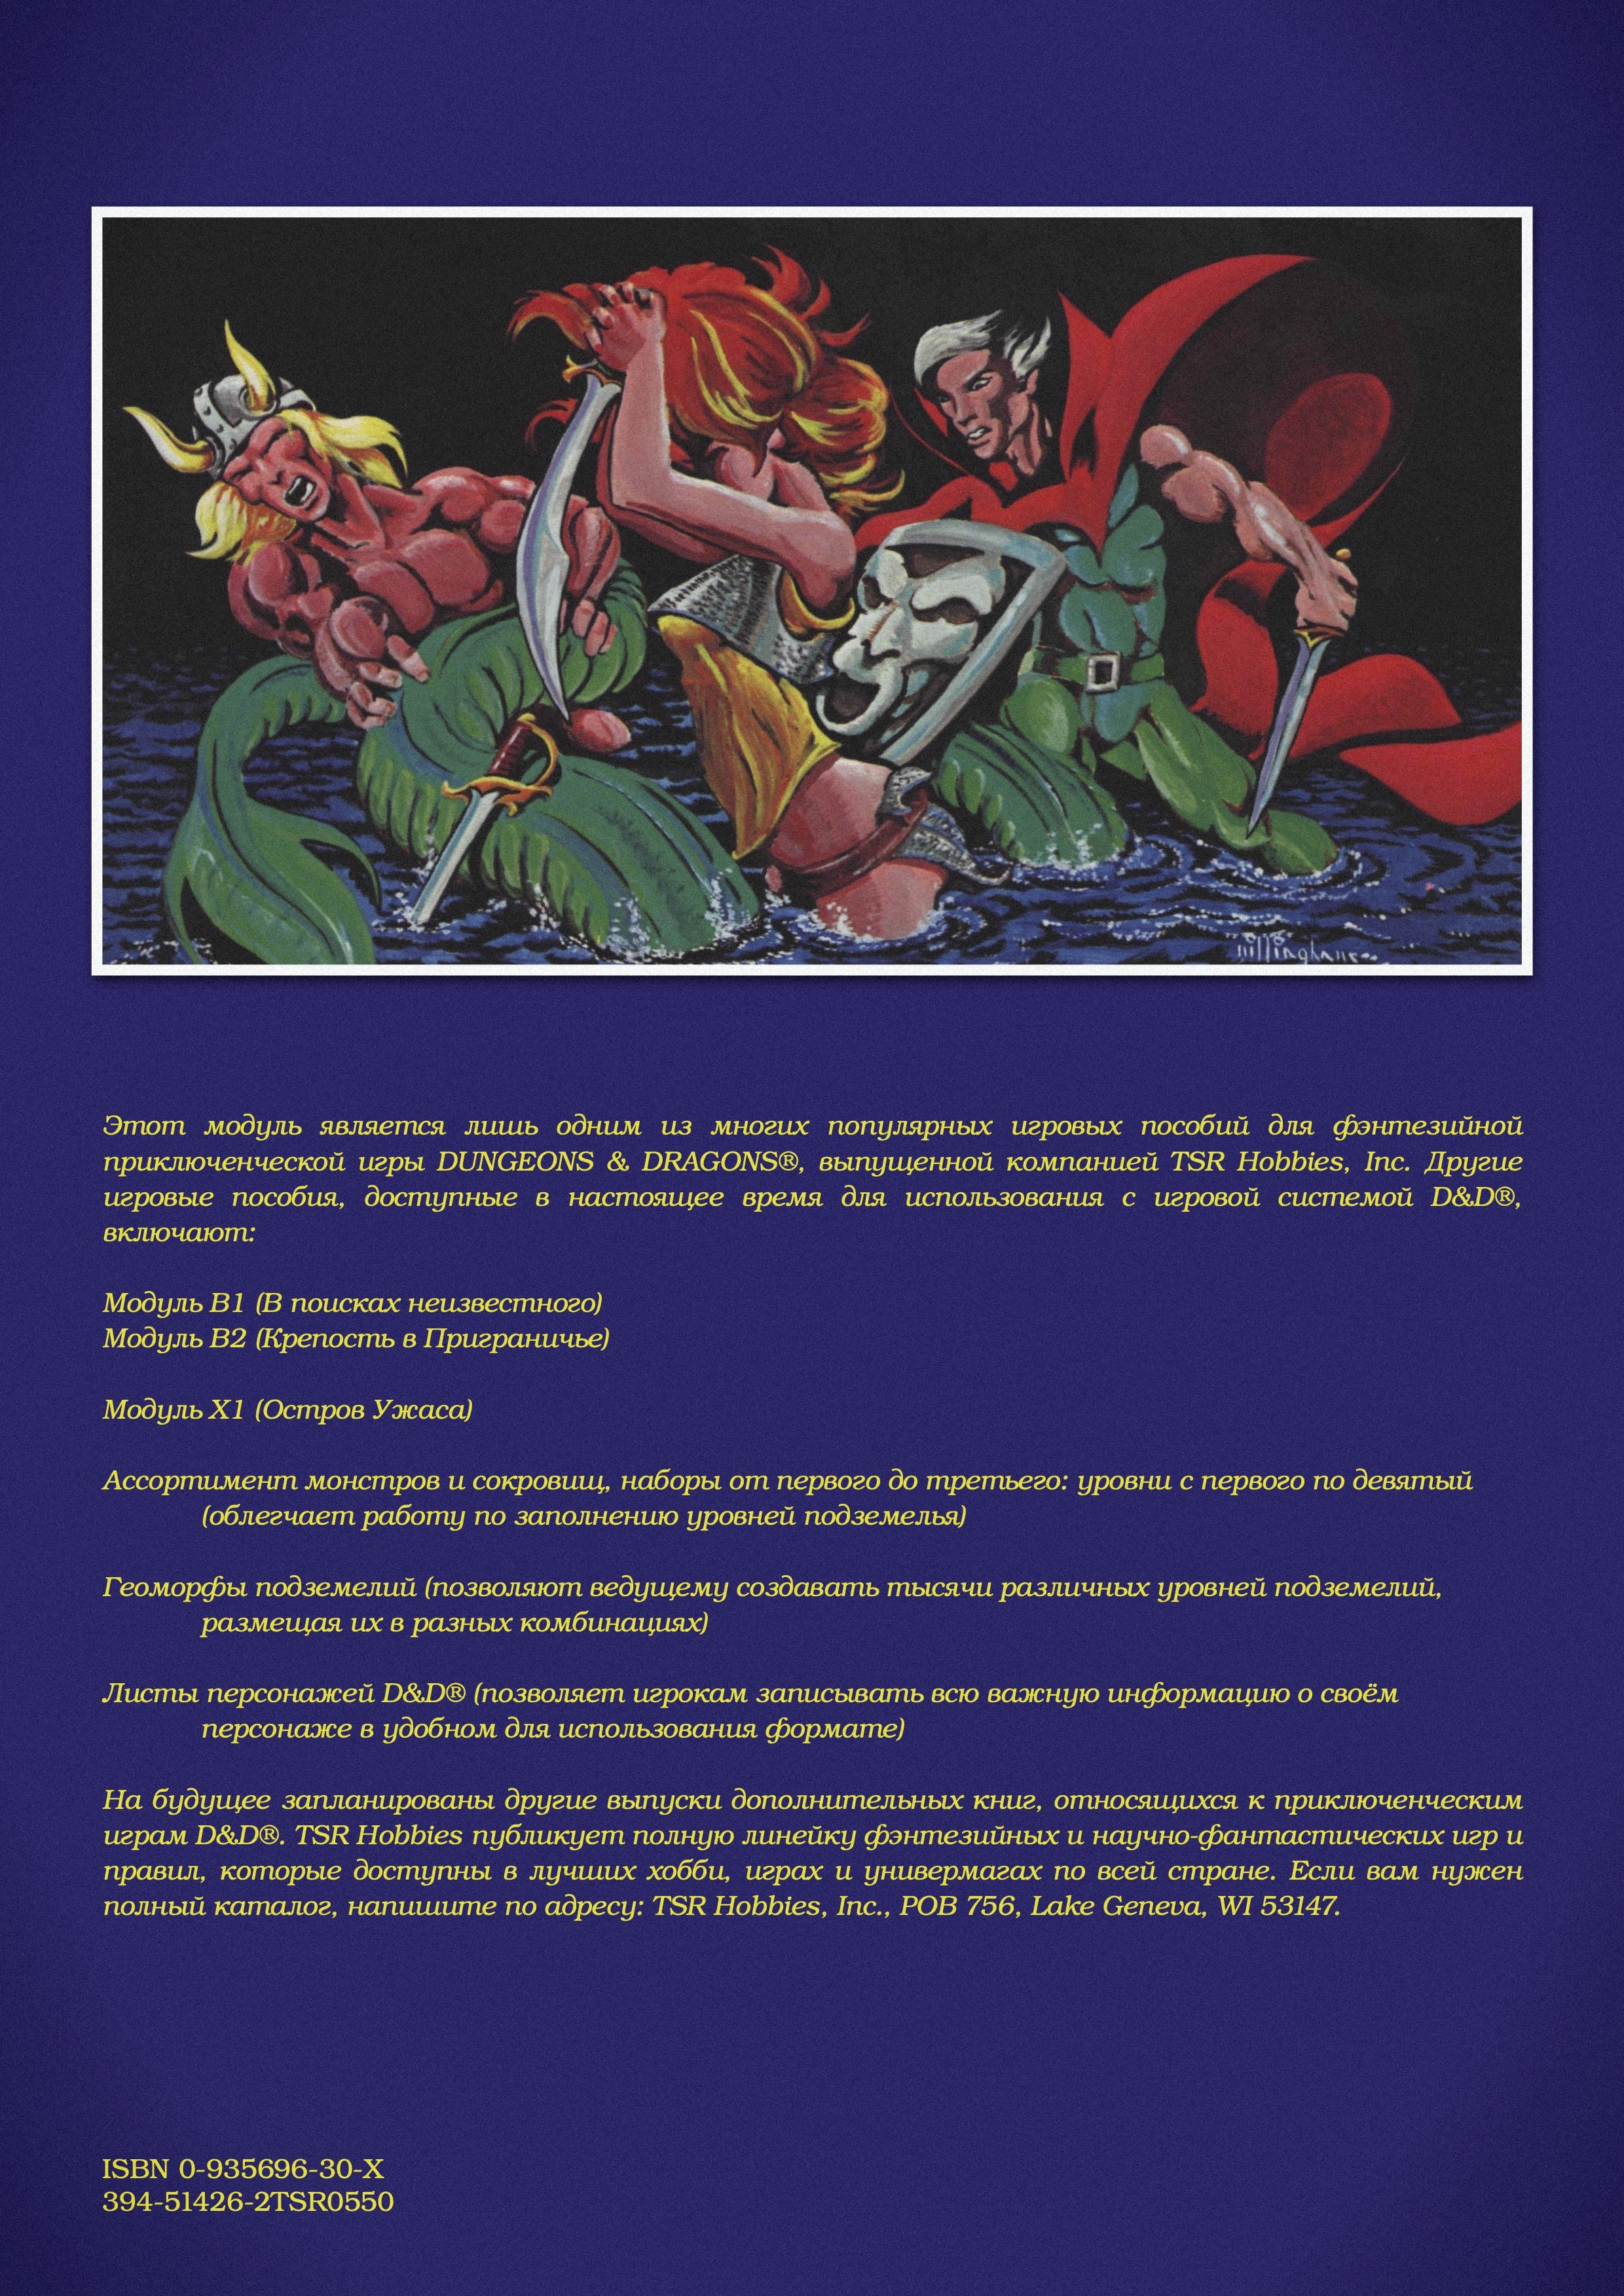 Этот модуль является лишь одним из многих популярных игровых пособий для фэнтезийной
приключенческой игры DUNGEONS & DRAGONS®, выпущенной компанией TSR Hobbies, Inc. Другие
игровые пособия, доступные в настоящее время для использования с игровой системой D&D®,
включают:
Модуль B1 (В поисках неизвестного)
Модуль B2 (Крепость в Приграничье)
Модуль X1 (Остров Ужаса)
Ассортимент монстров и сокровищ, наборы от первого до третьего: уровни с первого по девятый
(облегчает работу по заполнению уровней подземелья)
Геоморфы подземелий (позволяют ведущему создавать тысячи различных уровней подземелий,
размещая их в разных комбинациях)
Листы персонажей D&D® (позволяет игрокам записывать всю важную информацию о своём
персонаже в удобном для использования формате)
На будущее запланированы другие выпуски дополнительных книг, относящихся к приключенческим
играм D&D®. TSR Hobbies публикует полную линейку фэнтезийных и научно-фантастических игр и
правил, которые доступны в лучших хобби, играх и универмагах по всей стране. Если вам нужен
полный каталог, напишите по адресу: TSR Hobbies, Inc., POB 756, Lake Geneva, WI 53147.
ISBN 0-935696-30-X
394-51426-2TSR0550